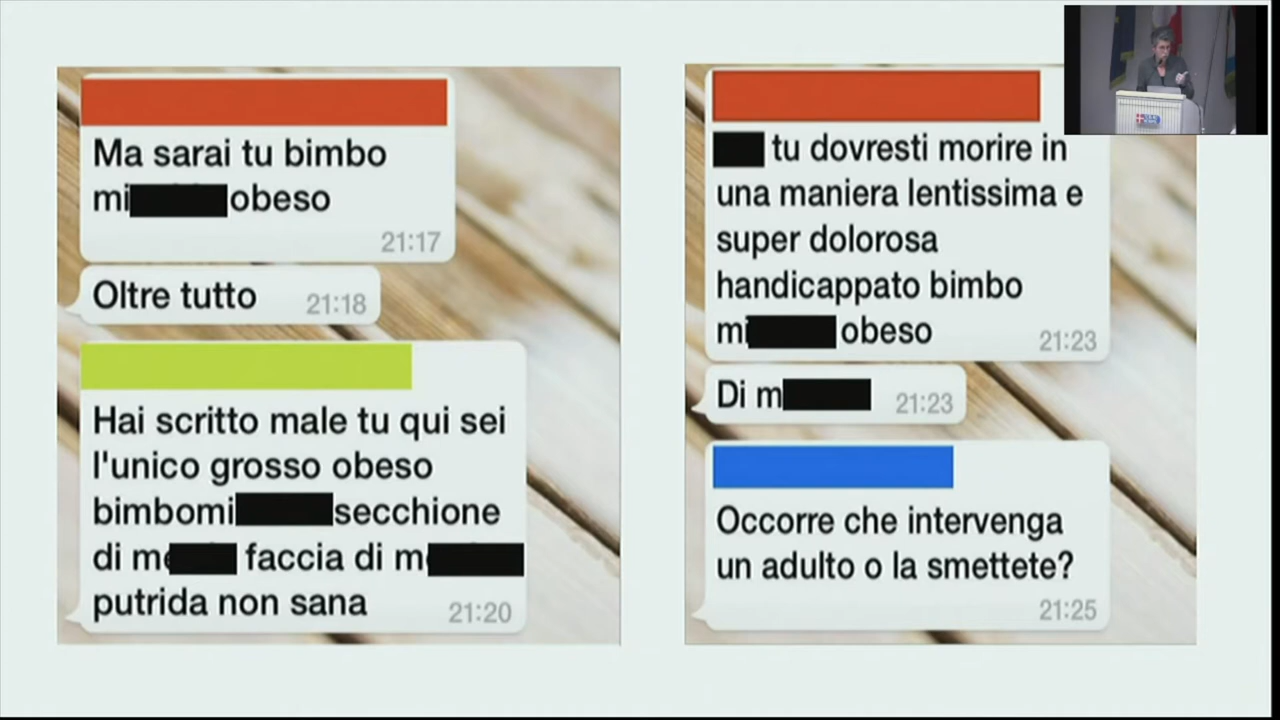 Ma sarai tu bimbo
mi obeso
21:17
Oltre tutto 21:18
Hai scritto male tu qui sei
l'unico grosso obeso
bimbomi secchione
di me faccia di m
putrida non sana 21:20
tu dovresti morire in
una maniera lentissima e
super dolorosa
handicappato bimbo
mi obeso 21:23
Di m 21:23
Occorre che intervenga
un adulto o la smettete?
21:25